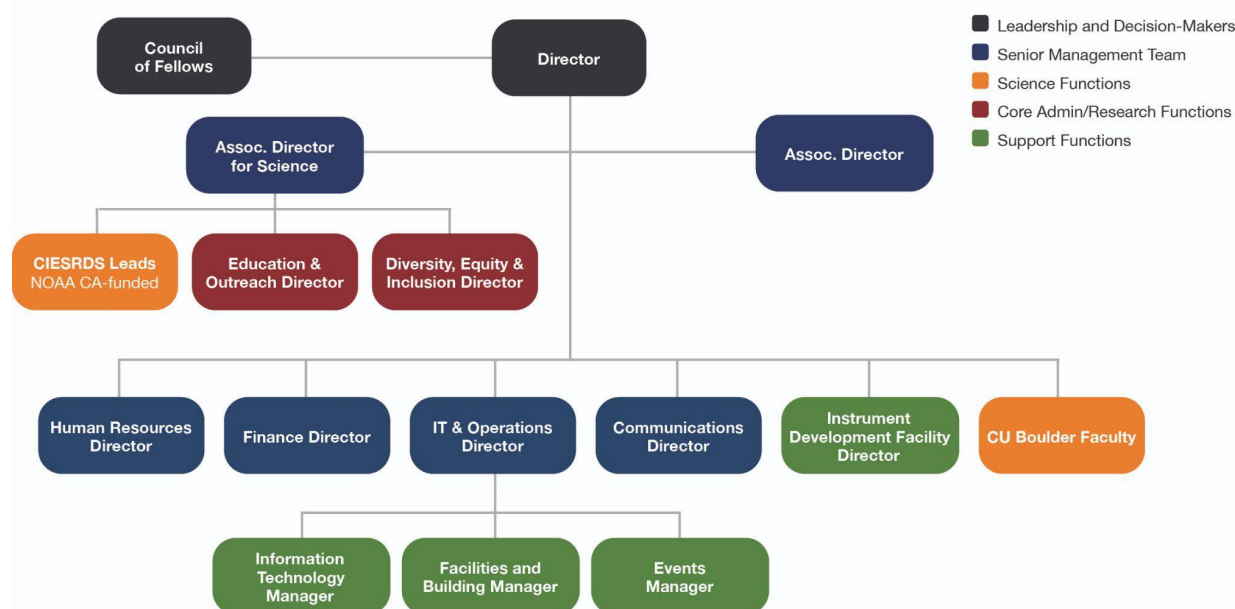 Council
of Fellows
Director
Leadership and Decision-Makers
Senior Management Team
Science Functions
Core Admin/Research Functions
Support Functions
Assoc. Director
for Science
Assoc. Director
CIESRDS Leads
NOAA CA-funded
Education &
Outreach Director
Diversity, Equity &
Inclusion Director
Human Resources
Director
Finance Director
IT & Operations
Director
Communications
Director
Instrument
Development Facility
Director
CU Boulder Faculty
Information
Technology
Manager
Facilities and
Building Manager
Events
Manager